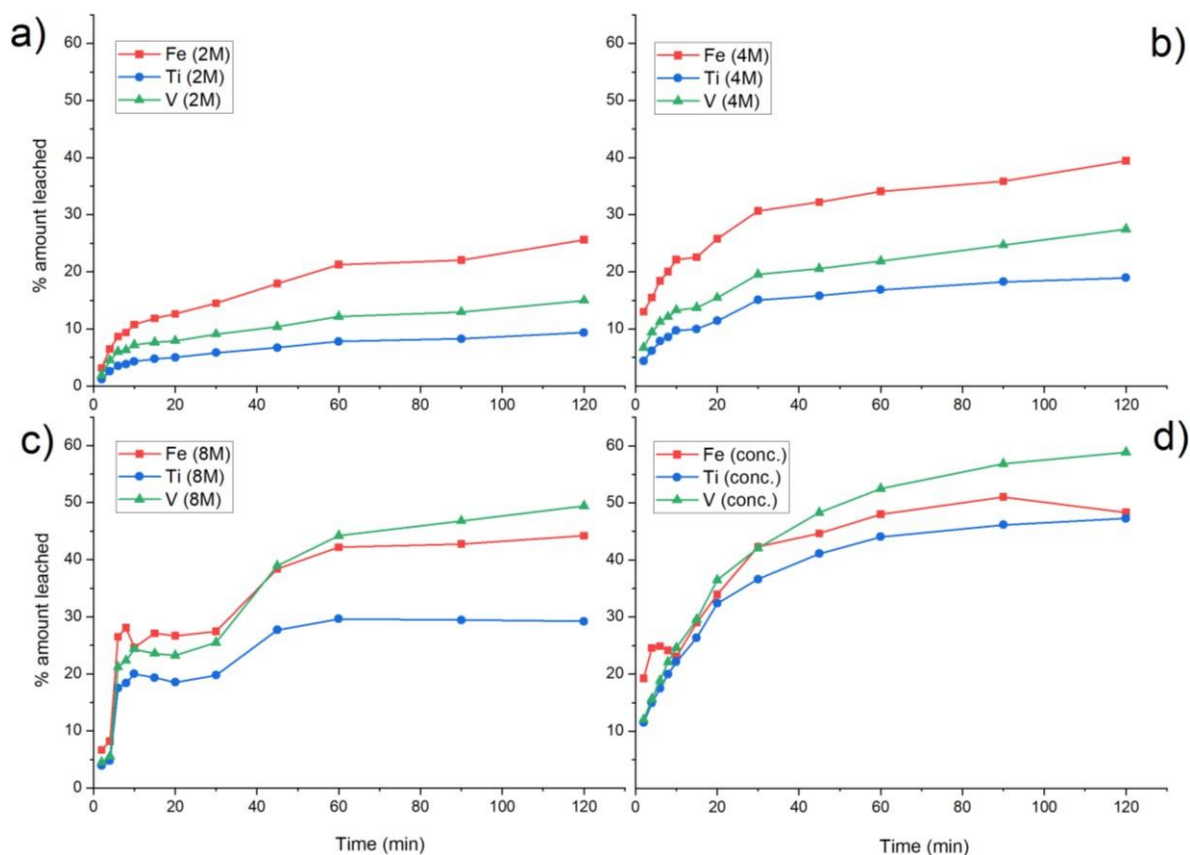 a)
Fe (2M)
Ti (2M)
V (2M)
60
50
40
30
20
10
0
% amount leached
0 20 40 60 80 100 120
b)
Fe (4M)
Ti (4M)
V (4M)
60
50
40
30
20
10
0
0 20 40 60 80 100 120
c)
Fe (8M)
Ti (8M)
V (8M)
60
50
40
30
20
10
0
% amount leached
0 20 40 60 80 100 120
Time (min)
d)
Fe (conc.)
Ti (conc.)
V (conc.)
60
50
40
30
20
10
0
0 20 40 60 80 100 120
Time (min)